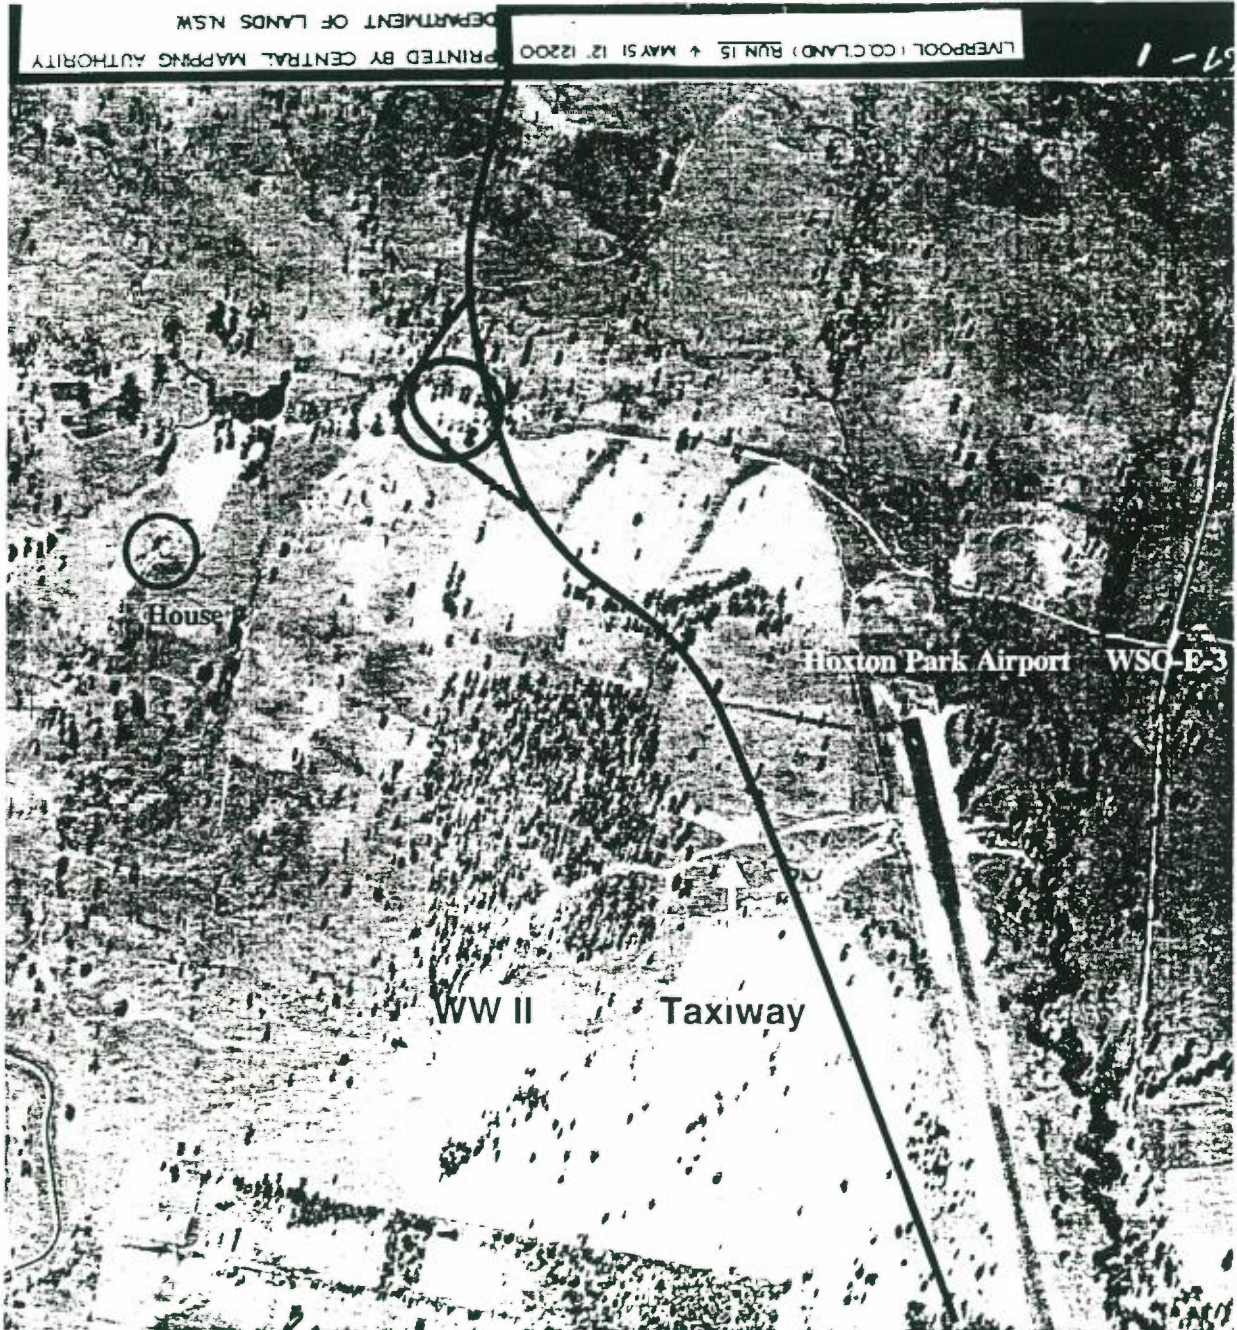 PRINTED BY CENTRAL MAPPING AUTHORITY
DEPARTMENT OF LANDS N.S.W
LIVERPOOL (CO.C'LAND) RUN 15 MAY 51 12" 12200
1 -
House
Hoxton Park Airport
WSO-E-3
WW II
Taxiway